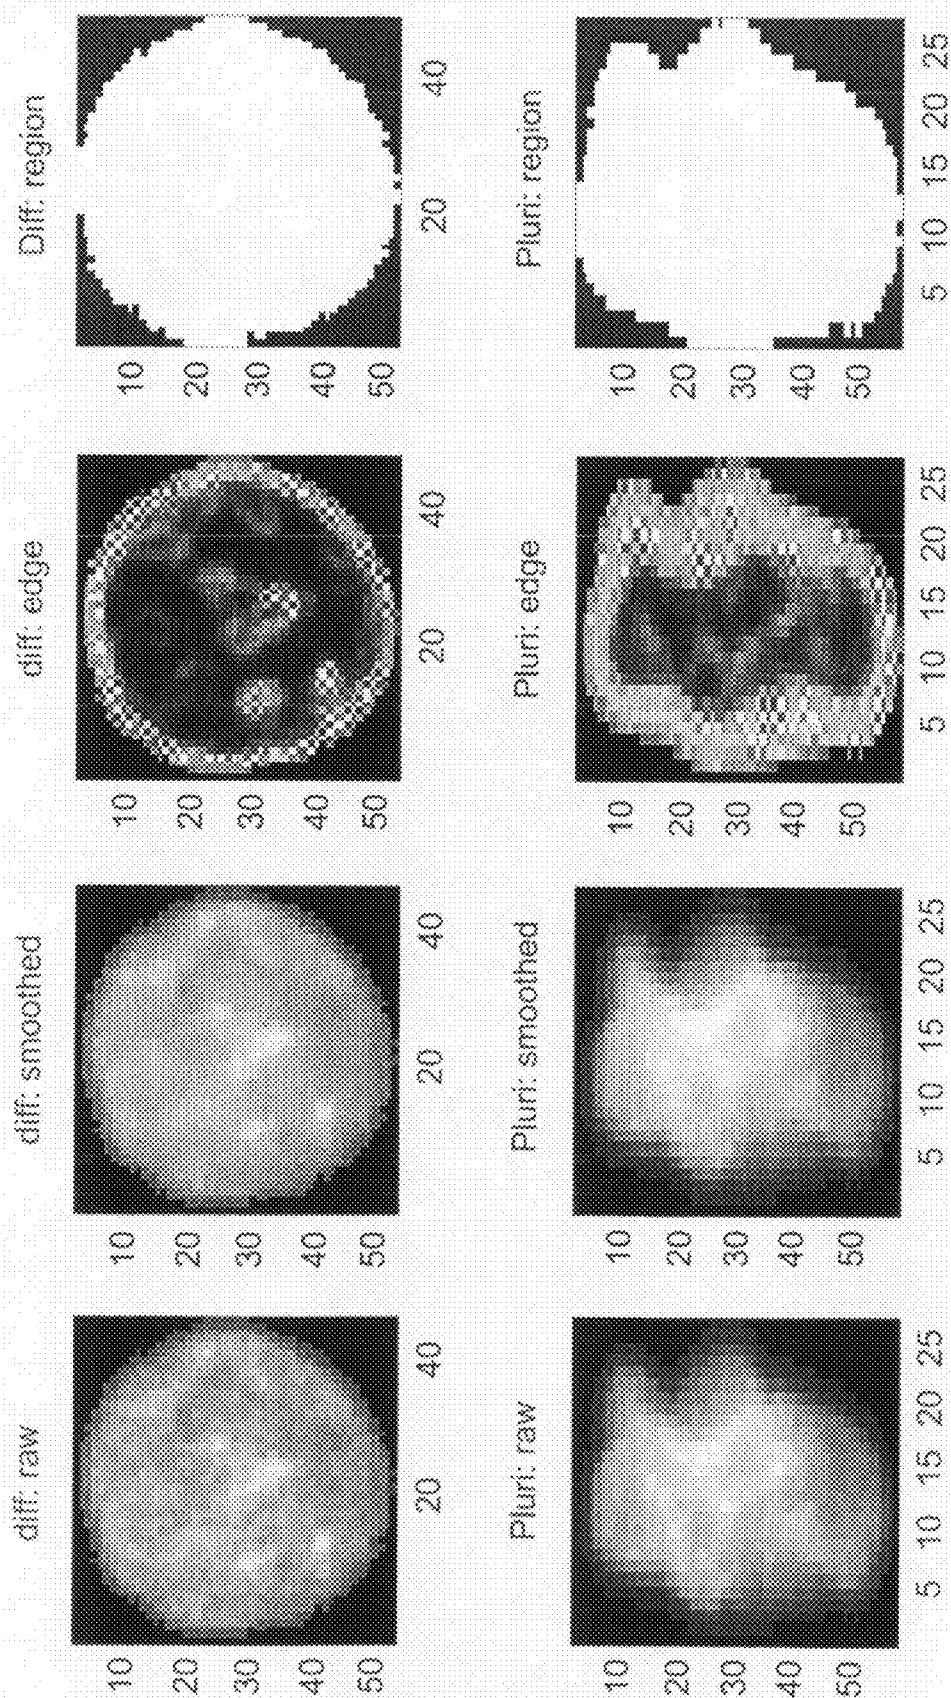 diff: raw
diff: smoothed
diff: edge
Diff: region
10 10 10 10
20 20 20 20
30 30 30 30
40 40 40 40
50 50 50 50
20 40 20 40 20 40 20 40
Pluri: raw
Pluri: smoothed
Pluri: edge
Pluri: region
10 10 10 10
20 20 20 20
30 30 30 30
40 40 40 40
50 50 50 50
5 10 15 20 25 5 10 15 20 25 5 10 15 20 25 5 10 15 20 25